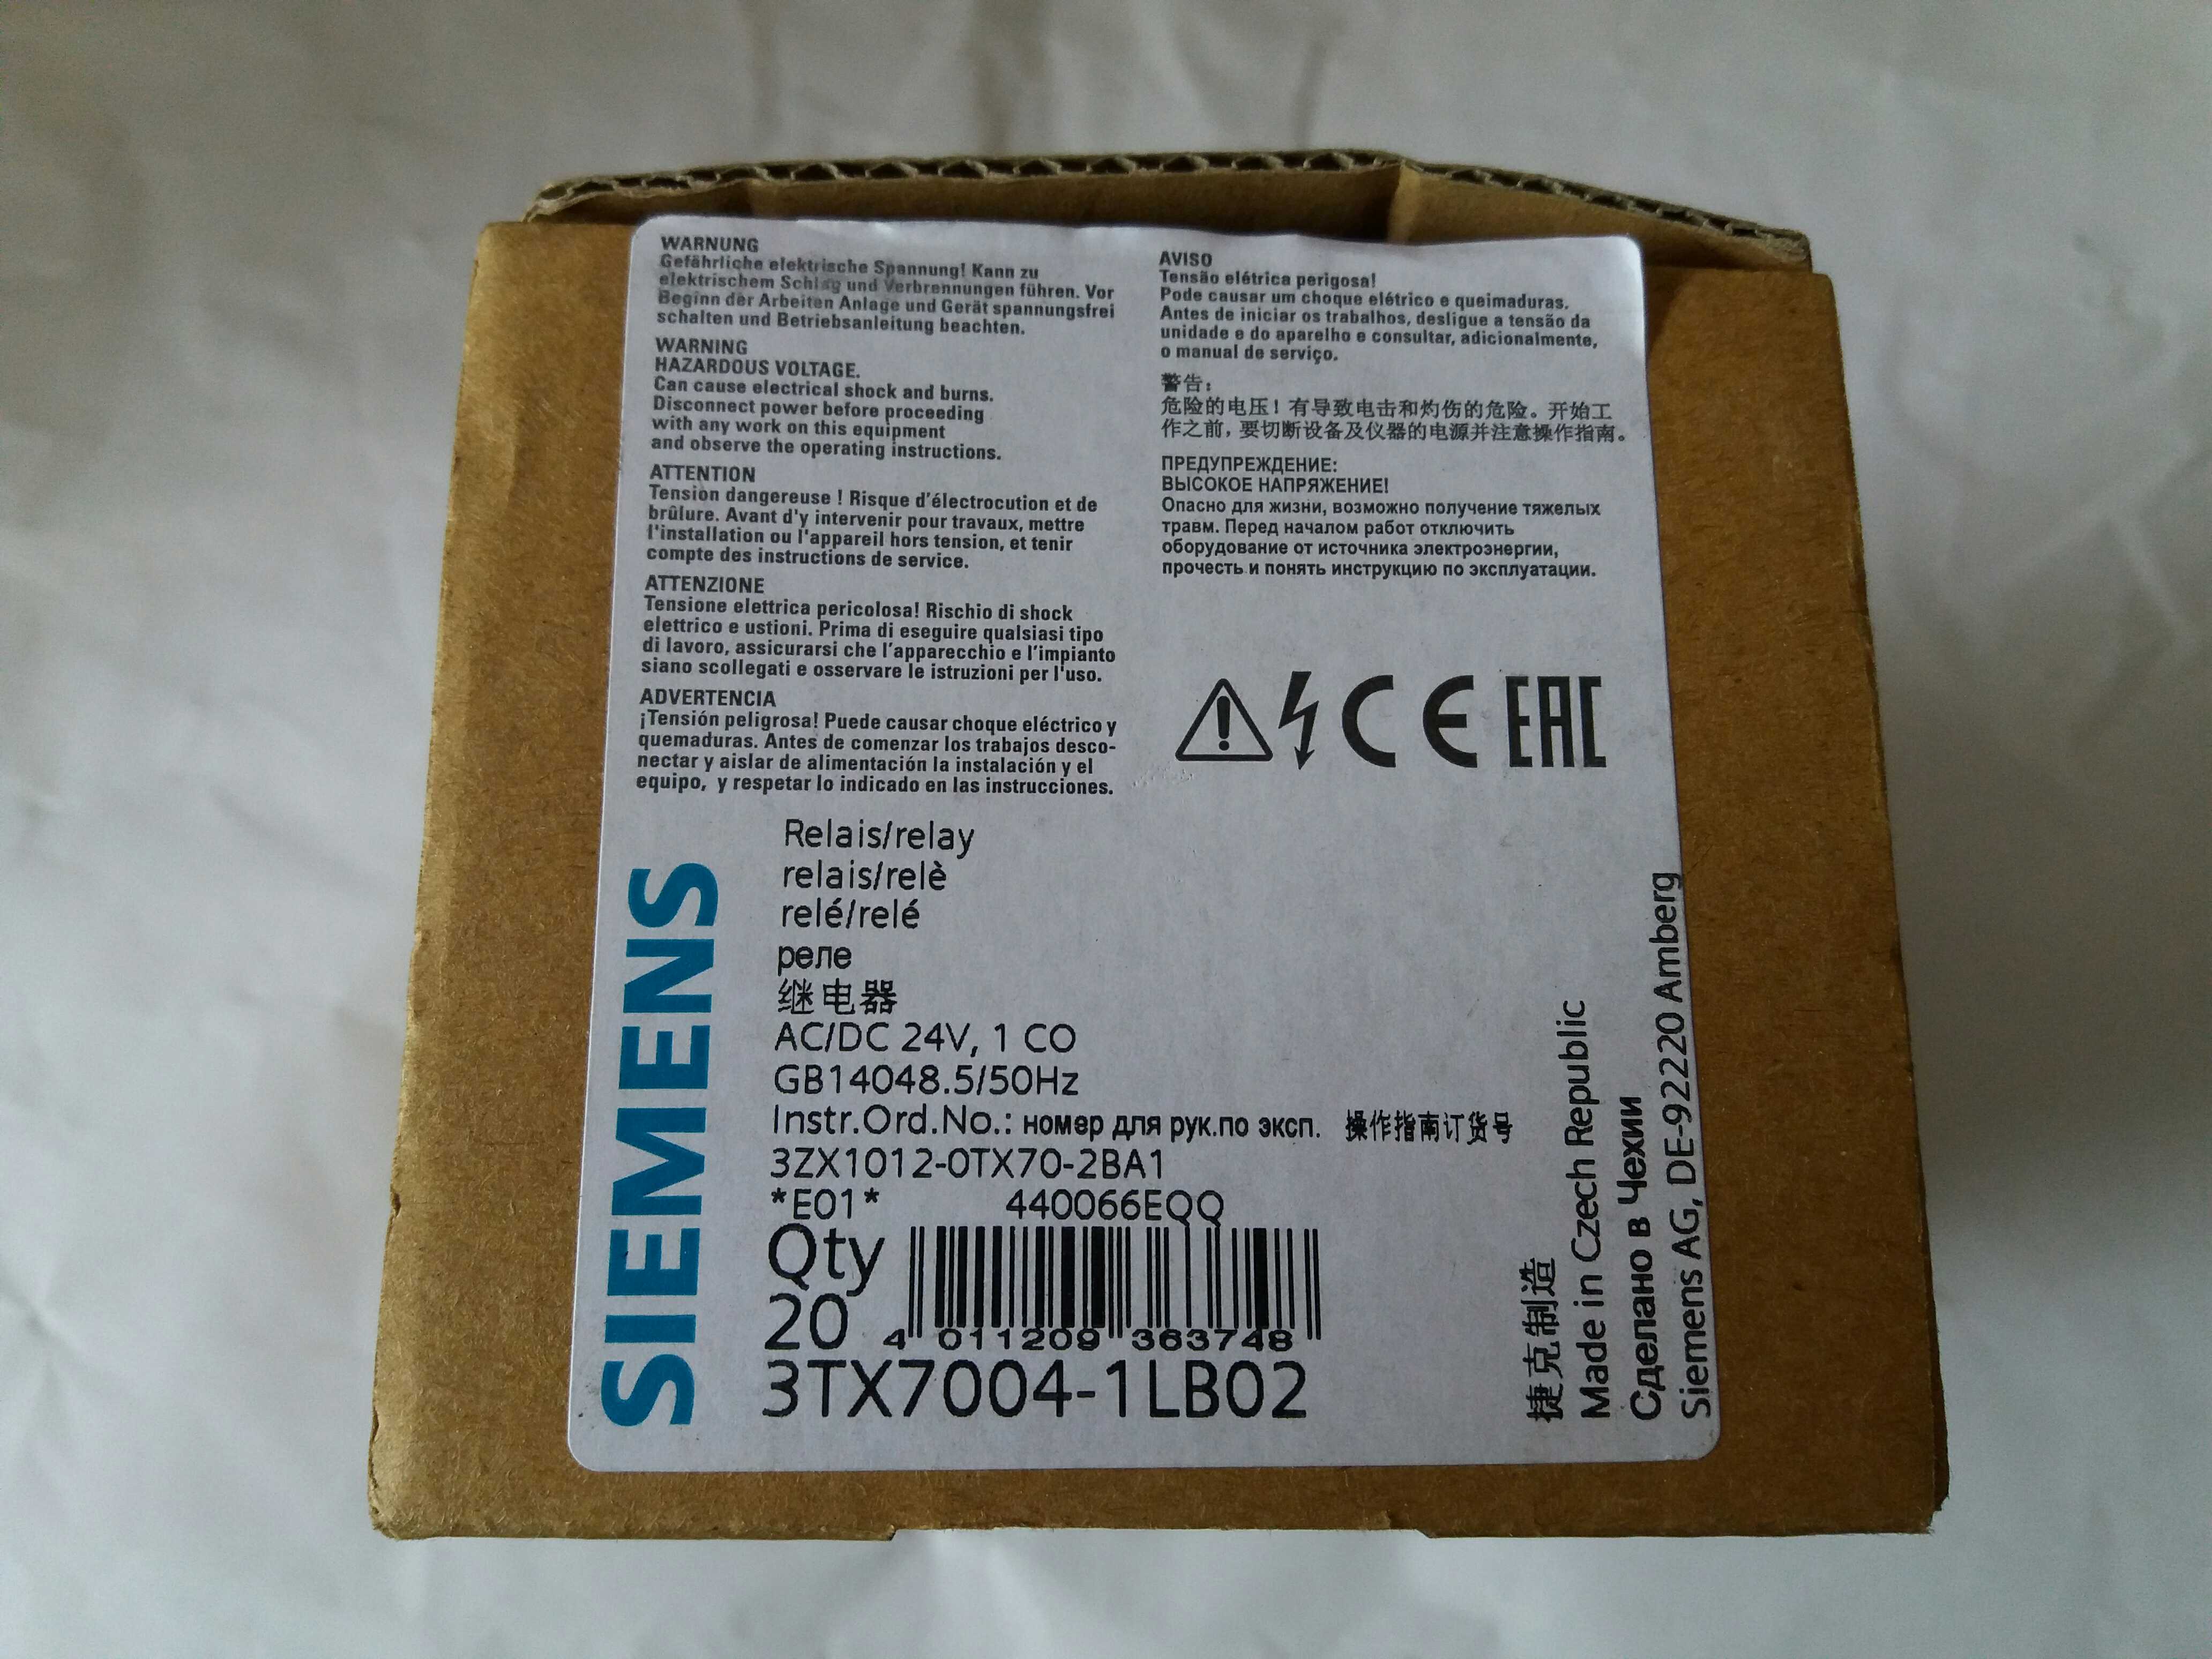 WARNUNG
Gefährliche elektrische Spannung! Kann zu
elektrischem Schlag und Verbrennungen führen. Vor
Beginn der Arbeiten Anlage und Gerät spannungsfrei
schalten und Betriebsanleitung beachten.
WARNING
HAZARDOUS VOLTAGE.
Can cause electrical shock and burns.
Disconnect power before proceeding
with any work on this equipment
and observe the operating instructions.
ATTENTION
Tension dangereuse ! Risque d'électrocution et de
brûlure. Avant d'y intervenir pour travaux, mettre
l'installation ou l'appareil hors tension, et tenir
compte des instructions de service.
ATTENZIONE
Tensione elettrica pericolosa! Rischio di shock
elettrico e ustioni. Prima di eseguire qualsiasi tipo
di lavoro, assicurarsi che l'apparecchio e l'impianto
siano scollegati e osservare le istruzioni per l'uso.
ADVERTENCIA
¡Tensión peligrosa! Puede causar choque eléctrico y
quemaduras. Antes de comenzar los trabajos desco-
nectar y aislar de alimentación la instalación y el
equipo, y respetar lo indicado en las instrucciones.
AVISO
Tensão elétrica perigosa!
Pode causar um choque elétrico e queimaduras.
Antes de iniciar os trabalhos, desligue a tensão da
unidade e do aparelho e consultar, adicionalmente,
o manual de serviço.
警告：
危险的电压！有导致电击和灼伤的危险。开始工
作之前，要切断设备及仪器的电源并注意操作指南。
ПРЕДУПРЕЖДЕНИЕ:
ВЫСОКОЕ НАПРЯЖЕНИЕ!
Опасно для жизни, возможно получение тяжелых
травм. Перед началом работ отключить
оборудование от источника электроэнергии,
прочесть и понять инструкцию по эксплуатации.
CE EAC
SIEMENS
Relais/relay
relais/relè
relé/relé
реле
继电器
AC/DC 24V, 1 CO
GB14048.5/50Hz
Instr.Ord.No.: номер для рук.по эксп. 操作指南订货号
3ZX1012-0TX70-2BA1
*E01* 440066EQQ
Qty
20
4 011209 363748
3TX7004-1LB02
捷克制造
Made in Czech Republic
Сделано в Чехии
Siemens AG, DE-92220 Amberg